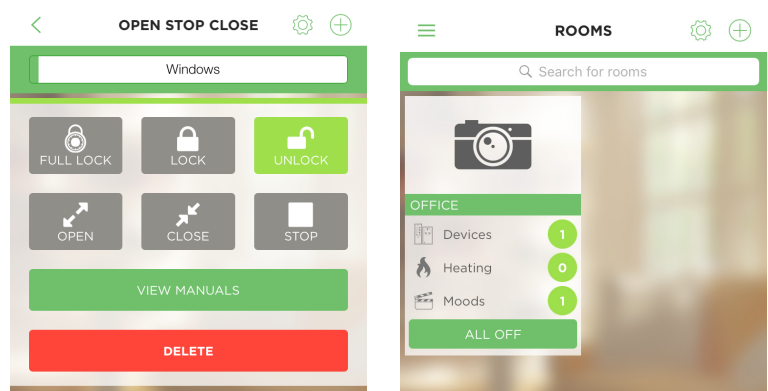 OPEN STOP CLOSE
Windows
FULL LOCK
LOCK
UNLOCK
OPEN
CLOSE
STOP
VIEW MANUALS
DELETE
ROOMS
Search for rooms
OFFICE
Devices 1
Heating 0
Moods 1
ALL OFF